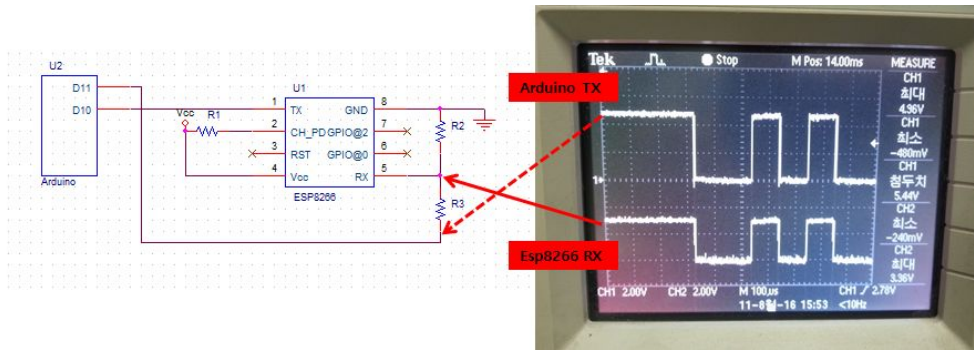 U2
D11
D10
Arduino
Vcc
R1
U1
1
TX
GND
8
2
CH_PD
GPIO@2
7
3
RST
GPIO@0
6
4
Vcc
RX
5
ESP8266
R2
R3
Arduino TX
Esp8266 RX
Tek
Stop
M Pos: 14.00ms
MEASURE
CH1
최대
4.96V
CH1
최소
-480mV
CH1
첨두치
5.44V
CH2
최소
-240mV
CH2
최대
3.36V
1
CH1 2.00V
CH2 2.00V
M 100µs
CH1
2.78V
11-8월-16 15:53
<10Hz